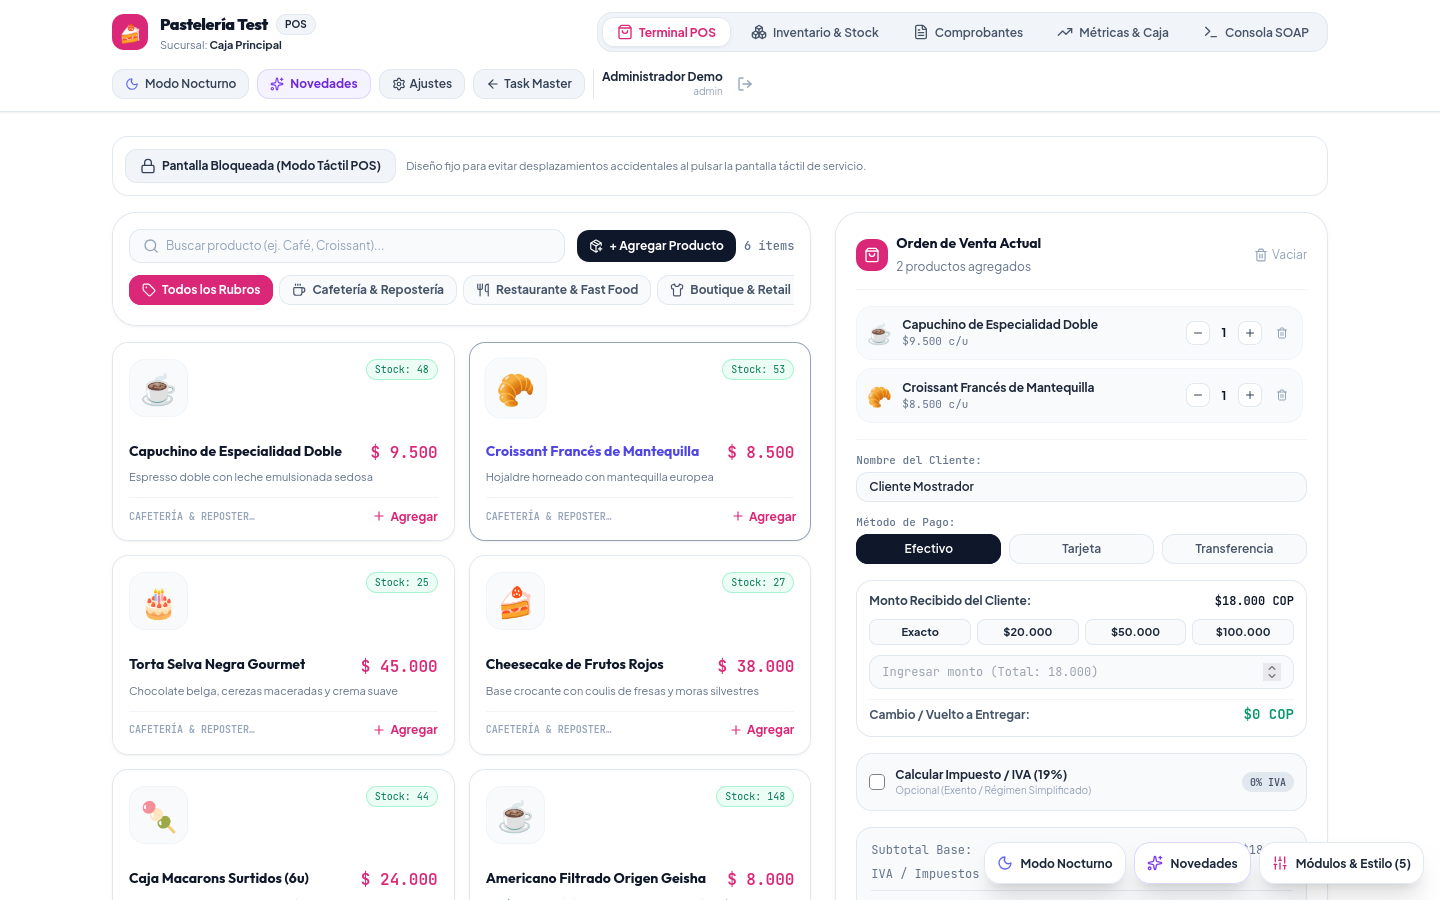 Pastelería Test POS
Sucursal: Caja Principal
Terminal POS
Inventario & Stock
Comprobantes
Métricas & Caja
Consola SOAP
Modo Nocturno
Novedades
Ajustes
Task Master
Administrador Demo
admin
Pantalla Bloqueada (Modo Táctil POS)
Diseño fijo para evitar desplazamientos accidentales al pulsar la pantalla táctil de servicio.
Buscar producto (ej. Café, Croissant)...
+ Agregar Producto
6 ítems
Todos los Rubros
Cafetería & Repostería
Restaurante & Fast Food
Boutique & Retail
Stock: 48
Capuchino de Especialidad Doble
$ 9.500
Espresso doble con leche emulsionada sedosa
CAFETERÍA & REPOSTER…
+ Agregar
Stock: 53
Croissant Francés de Mantequilla
$ 8.500
Hojaldre horneado con mantequilla europea
CAFETERÍA & REPOSTER…
+ Agregar
Stock: 25
Torta Selva Negra Gourmet
$ 45.000
Chocolate belga, cerezas maceradas y crema suave
CAFETERÍA & REPOSTER…
+ Agregar
Stock: 27
Cheesecake de Frutos Rojos
$ 38.000
Base crocante con coulis de fresas y moras silvestres
CAFETERÍA & REPOSTER…
+ Agregar
Stock: 44
Caja Macarons Surtidos (6u)
$ 24.000
Stock: 148
Americano Filtrado Origen Geisha
$ 8.000
Orden de Venta Actual
2 productos agregados
Vaciar
Capuchino de Especialidad Doble
$9.500 c/u
− 1 +
Croissant Francés de Mantequilla
$8.500 c/u
− 1 +
Nombre del Cliente:
Cliente Mostrador
Método de Pago:
Efectivo
Tarjeta
Transferencia
Monto Recibido del Cliente:
$18.000 COP
Exacto
$20.000
$50.000
$100.000
Ingresar monto (Total: 18.000)
Cambio / Vuelto a Entregar:
$0 COP
Calcular Impuesto / IVA (19%)
Opcional (Exento / Régimen Simplificado)
0% IVA
Subtotal Base:
IVA / Impuestos
Modo Nocturno
Novedades
Módulos & Estilo (5)